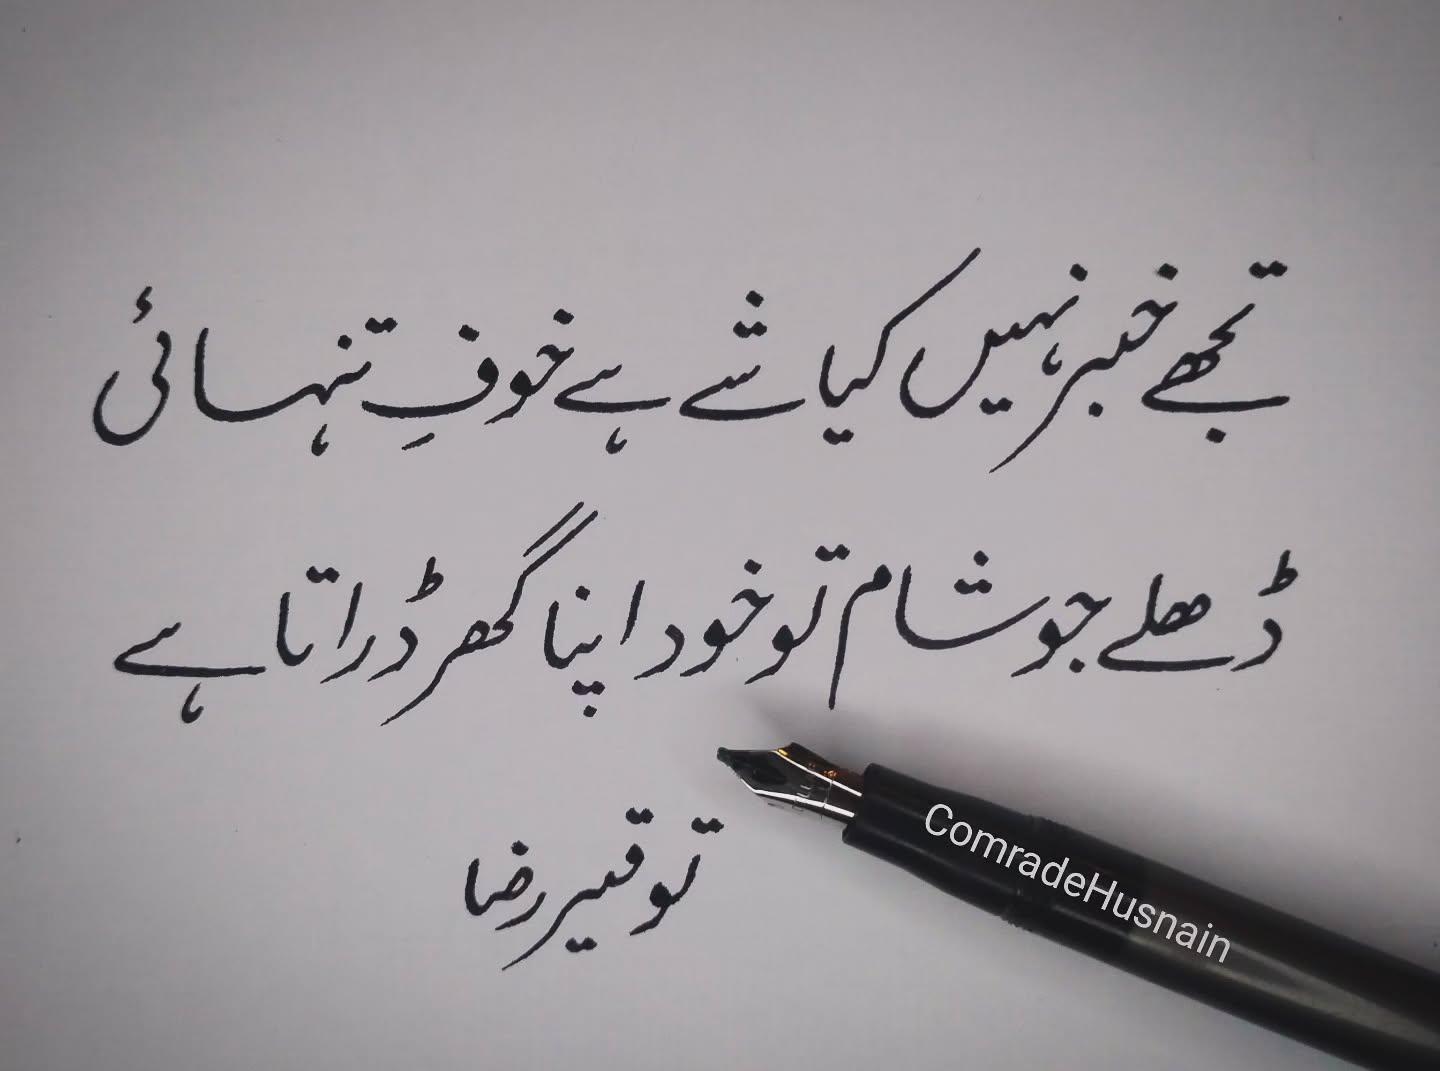 تجھے خبر نہیں کیا شے ہے خوفِ تنہائی
ڈھلے جو شام تو خود اپنا گھر ڈراتا ہے
توقیر رضا
ComradeHusnain